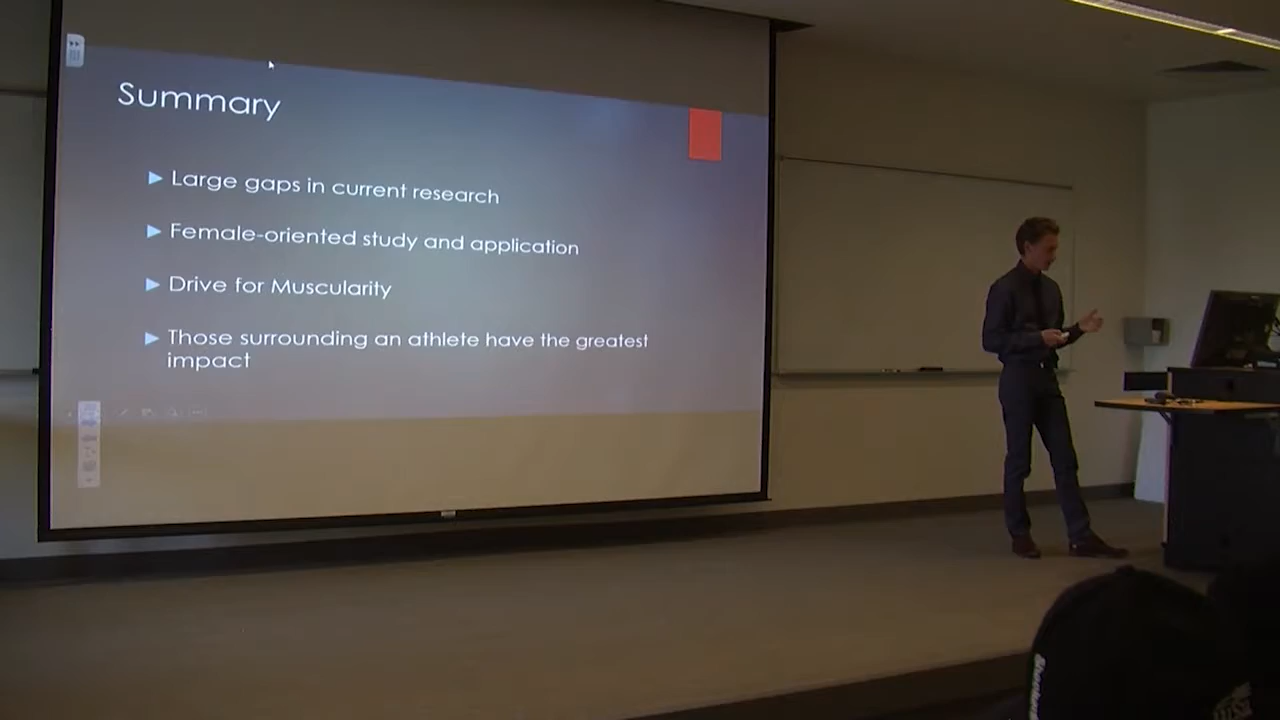 Summary
Large gaps in current research
Female-oriented study and application
Drive for Muscularity
Those surrounding an athlete have the greatest
impact